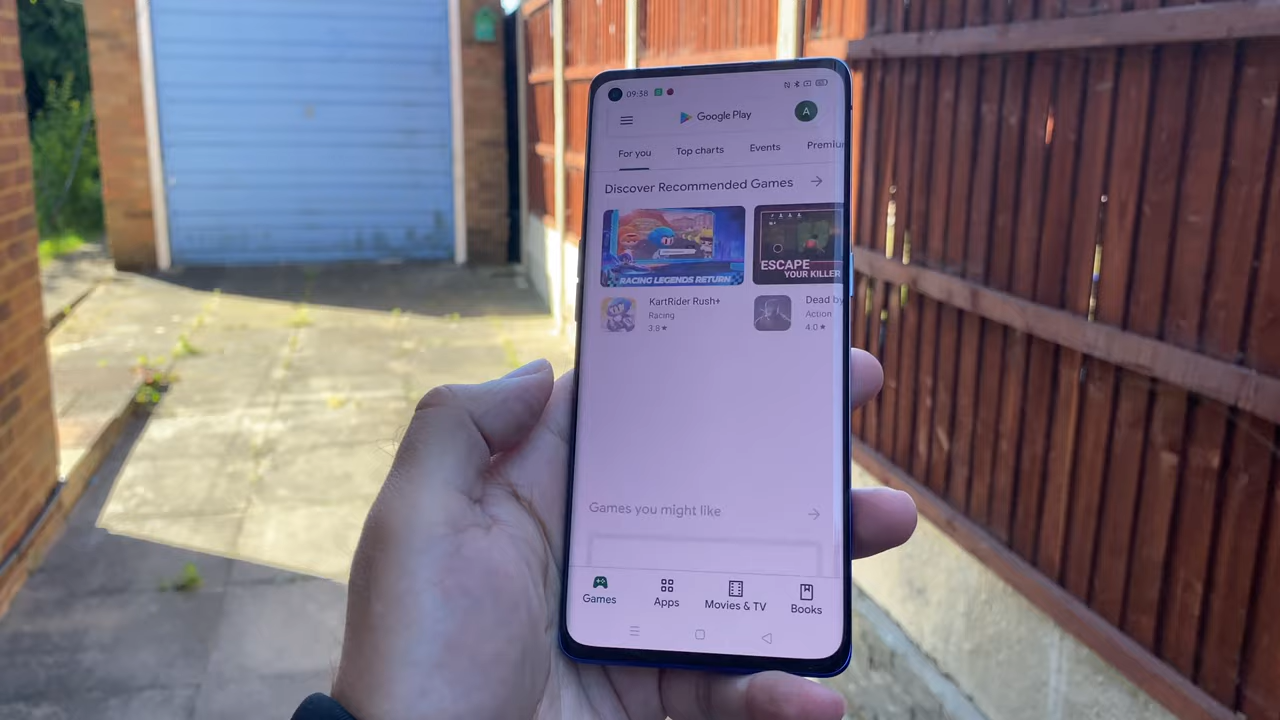 09:38
Google Play
A
For you Top charts Events Premiu
Discover Recommended Games
RACING LEGENDS RETURN
ESCAPE
YOUR KILLER
KartRider Rush+
Racing
3.8★
Dead by
Action
4.0★
Games you might like
Games Apps Movies & TV Books